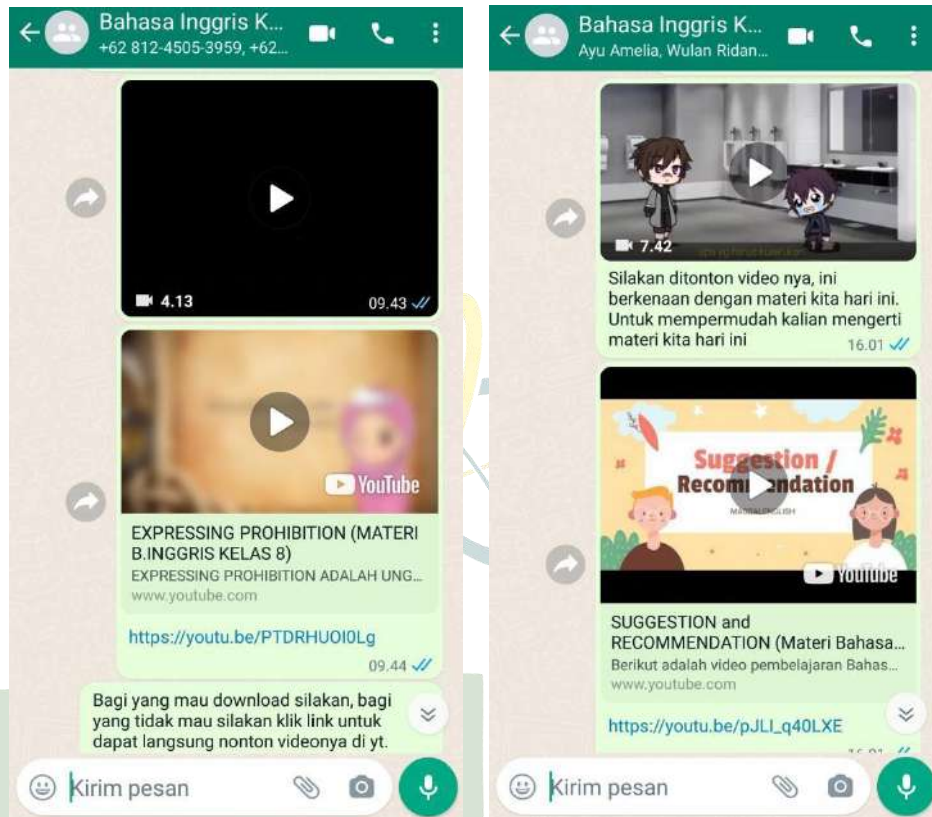 Bahasa Inggris K...
+62 812-4505-3959, +62...
4.13
09.43
YouTube
EXPRESSING PROHIBITION (MATERI
B.INGGRIS KELAS 8)
EXPRESSING PROHIBITION ADALAH UNG...
www.youtube.com
https://youtu.be/PTDRHUOI0Lg
09.44
Bagi yang mau download silakan, bagi
yang tidak mau silakan klik link untuk
dapat langsung nonton videonya di yt.
Kirim pesan
Bahasa Inggris K...
Ayu Amelia, Wulan Ridan...
7.42
Silakan ditonton video nya, ini
berkenaan dengan materi kita hari ini.
Untuk mempermudah kalian mengerti
materi kita hari ini
16.01
Suggestion /
Recommendation
YouTube
SUGGESTION and
RECOMMENDATION (Materi Bahasa...
Berikut adalah video pembelajaran Bahas...
www.youtube.com
https://youtu.be/pJLI_q40LXE
16.01
Kirim pesan